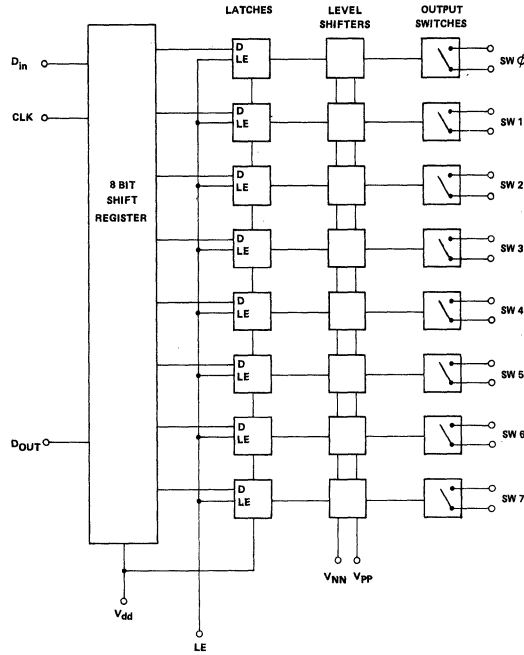 LATCHES
LEVEL
SHIFTERS
OUTPUT
SWITCHES
Din
CLK
8 BIT
SHIFT
REGISTER
DOUT
D
LE
SW ϕ
D
LE
SW 1
D
LE
SW 2
D
LE
SW 3
D
LE
SW 4
D
LE
SW 5
D
LE
SW 6
D
LE
SW 7
VNN
VPP
Vdd
LE